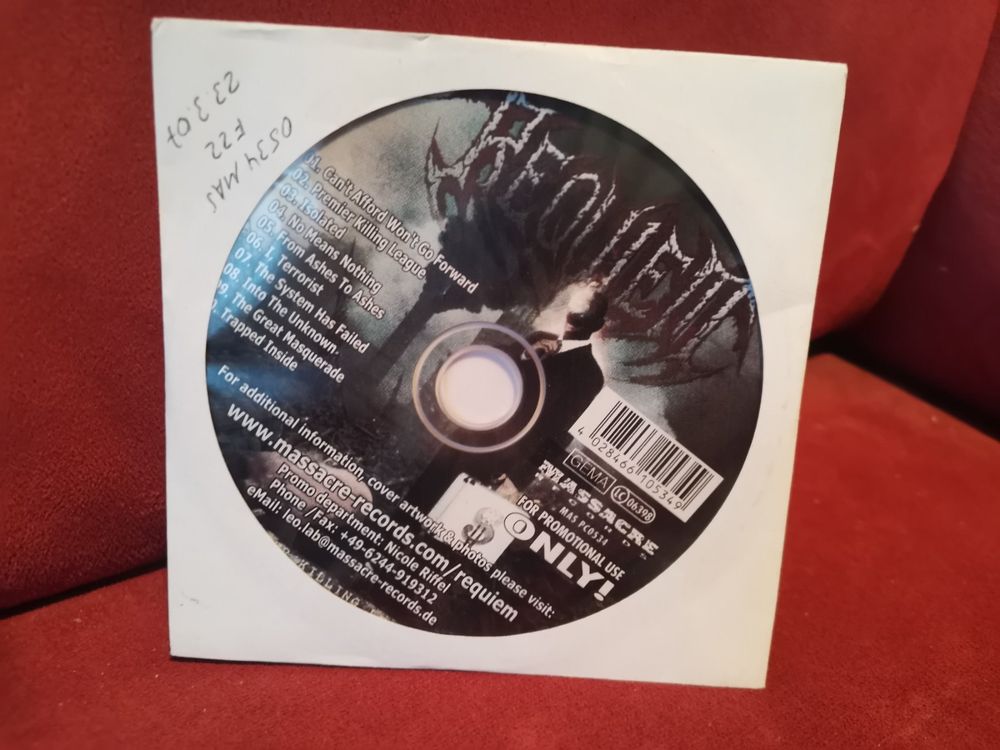 23.3.07
F22
0534 MAS
REQUIEM
01. Can't Afford Won't Go Forward
02. Premier Killing League
03. Isolated
04. No Means Nothing
05. From Ashes To Ashes
06. I, Terrorist
07. The System Has Failed
08. Into The Unknown
09. The Great Masquerade
. Trapped Inside
For additional information, cover artwork & photos please visit:
www.massacre-records.com/requiem
Promo department: Nicole Riffel
Phone /Fax: +49-6244-919312
eMail: leo.lab@massacre-records.de
4 028466 105349
GEMA LC 06398
MASSACRE
RECORDS
MAS PC0534
FOR PROMOTIONAL USE
ONLY!
KILLING